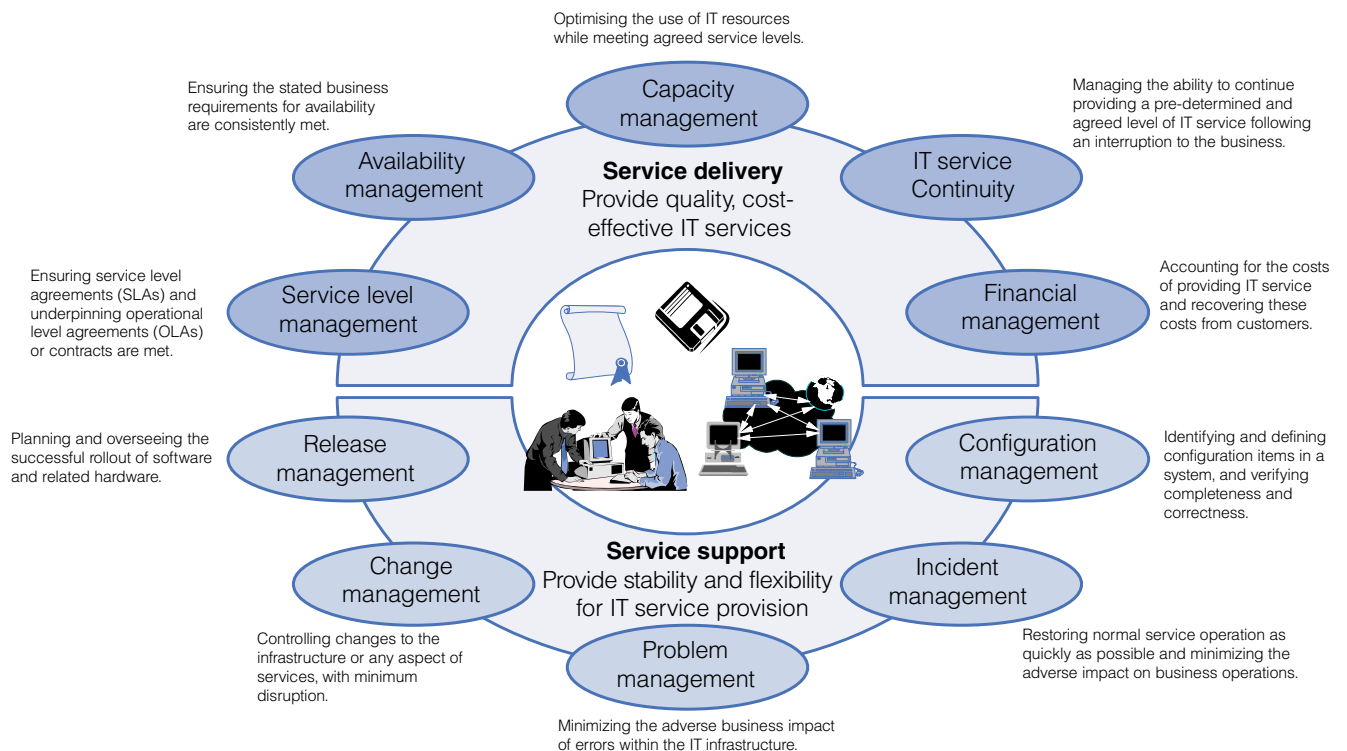 Optimising the use of IT resources
while meeting agreed service levels.
Capacity
management
Ensuring the stated business
requirements for availability
are consistently met.
Availability
management
Managing the ability to continue
providing a pre-determined and
agreed level of IT service following
an interruption to the business.
IT service
Continuity
Service delivery
Provide quality, cost-
effective IT services
Ensuring service level
agreements (SLAs) and
underpinning operational
level agreements (OLAs)
or contracts are met.
Service level
management
Financial
management
Accounting for the costs
of providing IT service
and recovering these
costs from customers.
Planning and overseeing the
successful rollout of software
and related hardware.
Release
management
Configuration
management
Identifying and defining
configuration items in a
system, and verifying
completeness and
correctness.
Service support
Provide stability and flexibility
for IT service provision
Change
management
Controlling changes to the
infrastructure or any aspect of
services, with minimum
disruption.
Incident
management
Restoring normal service operation as
quickly as possible and minimizing the
adverse impact on business operations.
Problem
management
Minimizing the adverse business impact
of errors within the IT infrastructure.